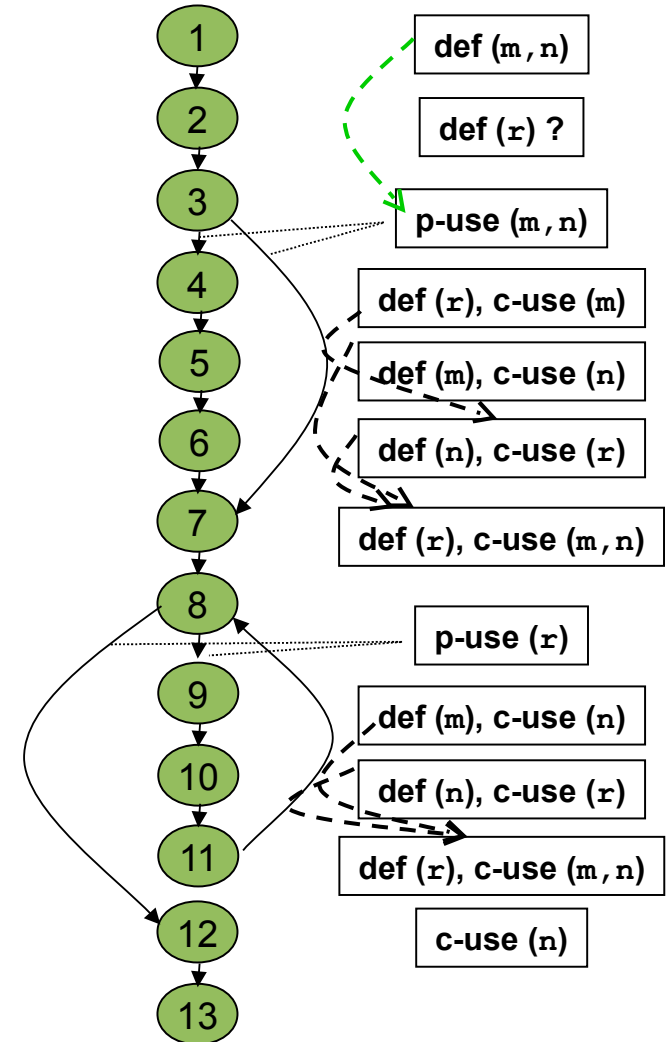 1
def (m,n)
2
def (r) ?
3
p-use (m,n)
4
def (r), c-use (m)
5
def (m), c-use (n)
6
def (n), c-use (r)
7
def (r), c-use (m,n)
8
p-use (r)
9
def (m), c-use (n)
10
def (n), c-use (r)
11
def (r), c-use (m,n)
12
c-use (n)
13